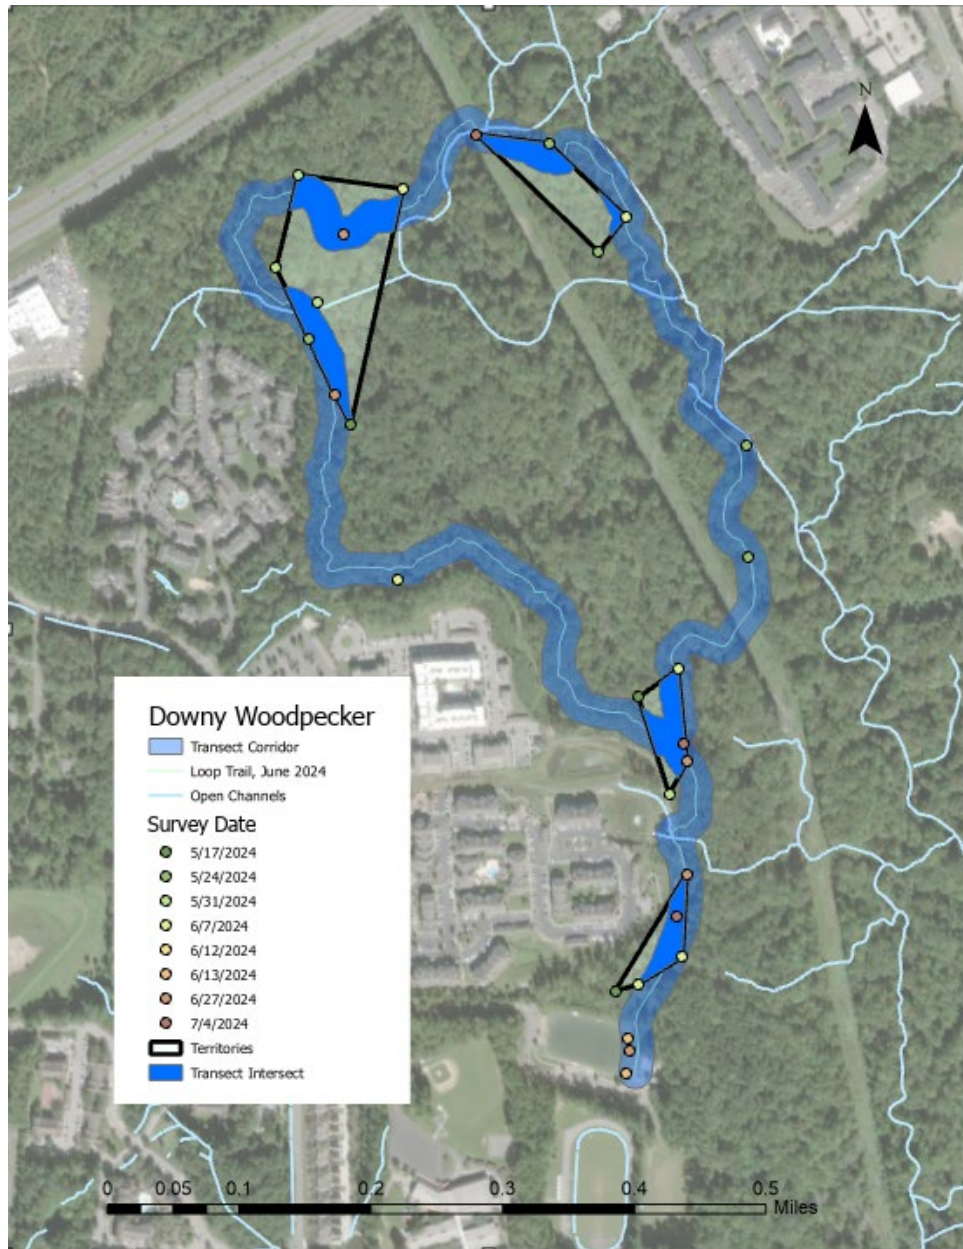 N
Downy Woodpecker
Transect Corridor
Loop Trail, June 2024
Open Channels
Survey Date
5/17/2024
5/24/2024
5/31/2024
6/7/2024
6/12/2024
6/13/2024
6/27/2024
7/4/2024
Territories
Transect Intersect
0 0.05 0.1 0.2 0.3 0.4 0.5
Miles